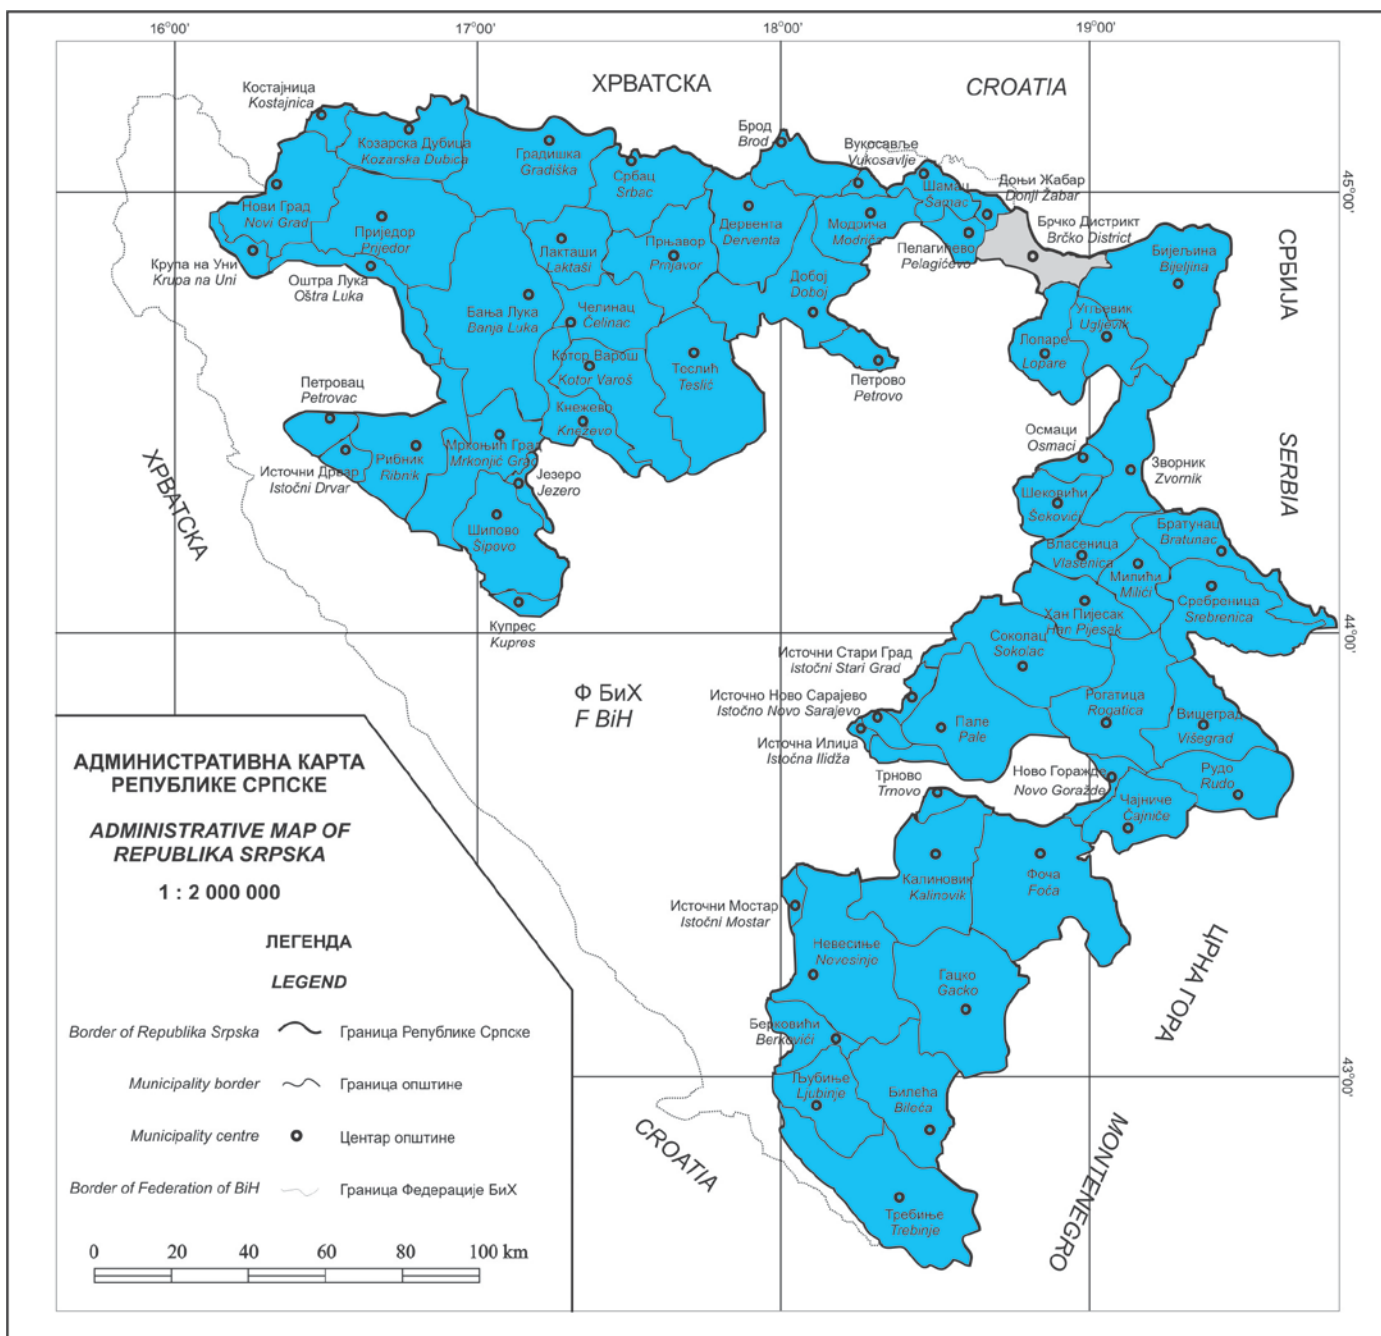 16°00'
17°00'
18°00'
19°00'
ХРВАТСКА
CROATIA
Костајница
Kostajnica
Козарска Дубица
Kozarska Dubica
Градишка
Gradiška
Србац
Srbac
Брод
Brod
Вукосавље
Vukosavlje
Шамац
Šamac
Доњи Жабар
Donji Žabar
45°00'
Нови Град
Novi Grad
Приједор
Prijedor
Лакташи
Laktaši
Прњавор
Prnjavor
Дервента
Derventa
Модрича
Modriča
Пелагићево
Pelagićevo
Брчко Дистрикт
Brčko District
Бијељина
Bijeljina
СРБИЈА
Крупа на Уни
Krupa na Uni
Оштра Лука
Oštra Luka
Бања Лука
Banja Luka
Челинац
Čelinac
Добој
Doboj
Угљевик
Ugljevik
Лопаре
Lopare
Котор Варош
Kotor Varoš
Теслић
Teslić
Петрово
Petrovo
Петровац
Petrovac
Кнежево
Kneževo
Осмаци
Osmaci
Зворник
Zvornik
SERBIA
Источни Дрвар
Istočni Drvar
Рибник
Ribnik
Мркоњић Град
Mrkonjić Grad
Језеро
Jezero
ХРВАТСКА
Шипово
Šipovo
Шековићи
Šekovići
Братунац
Bratunac
Власеница
Vlasenica
Милићи
Milići
Сребреница
Srebrenica
Хан Пијесак
Han Pijesak
Купрес
Kupres
44°00'
Соколац
Sokolac
Источни Стари Град
Istočni Stari Grad
Источно Ново Сарајево
Istočno Novo Sarajevo
Источна Илиџа
Istočna Ilidža
Пале
Pale
Рогатица
Rogatica
Вишеград
Višegrad
Ф БиХ
F BiH
Трново
Trnovo
Ново Горажде
Novo Goražde
Рудо
Rudo
Чајниче
Čajniče
Калиновик
Kalinovik
Фоча
Foča
Источни Мостар
Istočni Mostar
Невесиње
Nevesinje
Гацко
Gacko
ЦРНА ГОРА
Берковићи
Berkovići
43°00'
Љубиње
Ljubinje
Билећа
Bileća
CROATIA
MONTENEGRO
Требиње
Trebinje
АДМИНИСТРАТИВНА КАРТА
РЕПУБЛИКЕ СРПСКЕ
ADMINISTRATIVE MAP OF
REPUBLIKA SRPSKA
1 : 2 000 000
ЛЕГЕНДА
LEGEND
Border of Republika Srpska Граница Републике Српске
Municipality border Граница општине
Municipality centre Центар општине
Border of Federation of BiH Граница Федерације БиХ
0 20 40 60 80 100 km